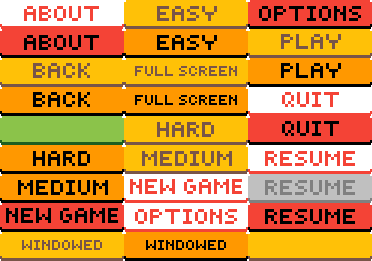 ABOUT EASY OPTIONS
ABOUT EASY PLAY
BACK FULL SCREEN PLAY
BACK FULL SCREEN QUIT
HARD QUIT
HARD MEDIUM RESUME
MEDIUM NEW GAME RESUME
NEW GAME OPTIONS RESUME
WINDOWED WINDOWED